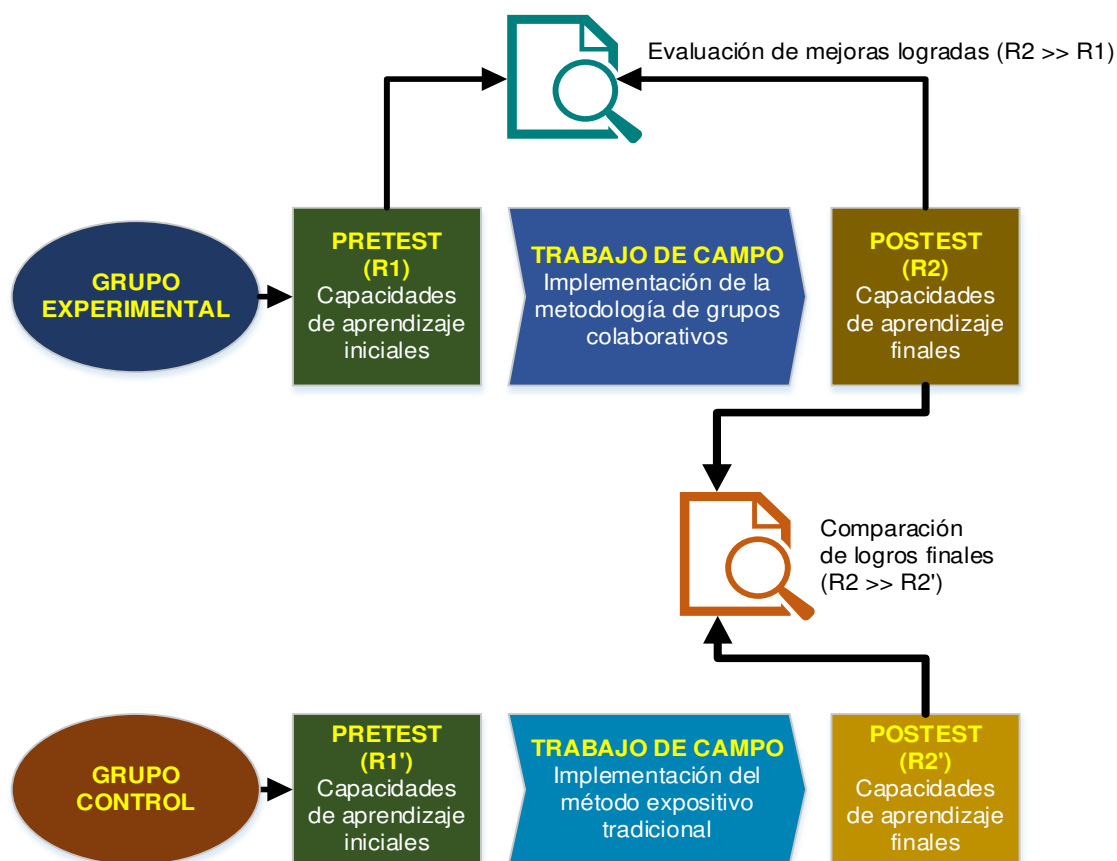 Evaluación de mejoras logradas (R2 >> R1)
GRUPO
EXPERIMENTAL
PRETEST
(R1)
Capacidades
de aprendizaje
iniciales
TRABAJO DE CAMPO
Implementación de la
metodología de grupos
colaborativos
POSTEST
(R2)
Capacidades
de aprendizaje
finales
Comparación
de logros finales
(R2 >> R2')
GRUPO
CONTROL
PRETEST
(R1')
Capacidades
de aprendizaje
iniciales
TRABAJO DE CAMPO
Implementación del
método expositivo
tradicional
POSTEST
(R2')
Capacidades
de aprendizaje
finales